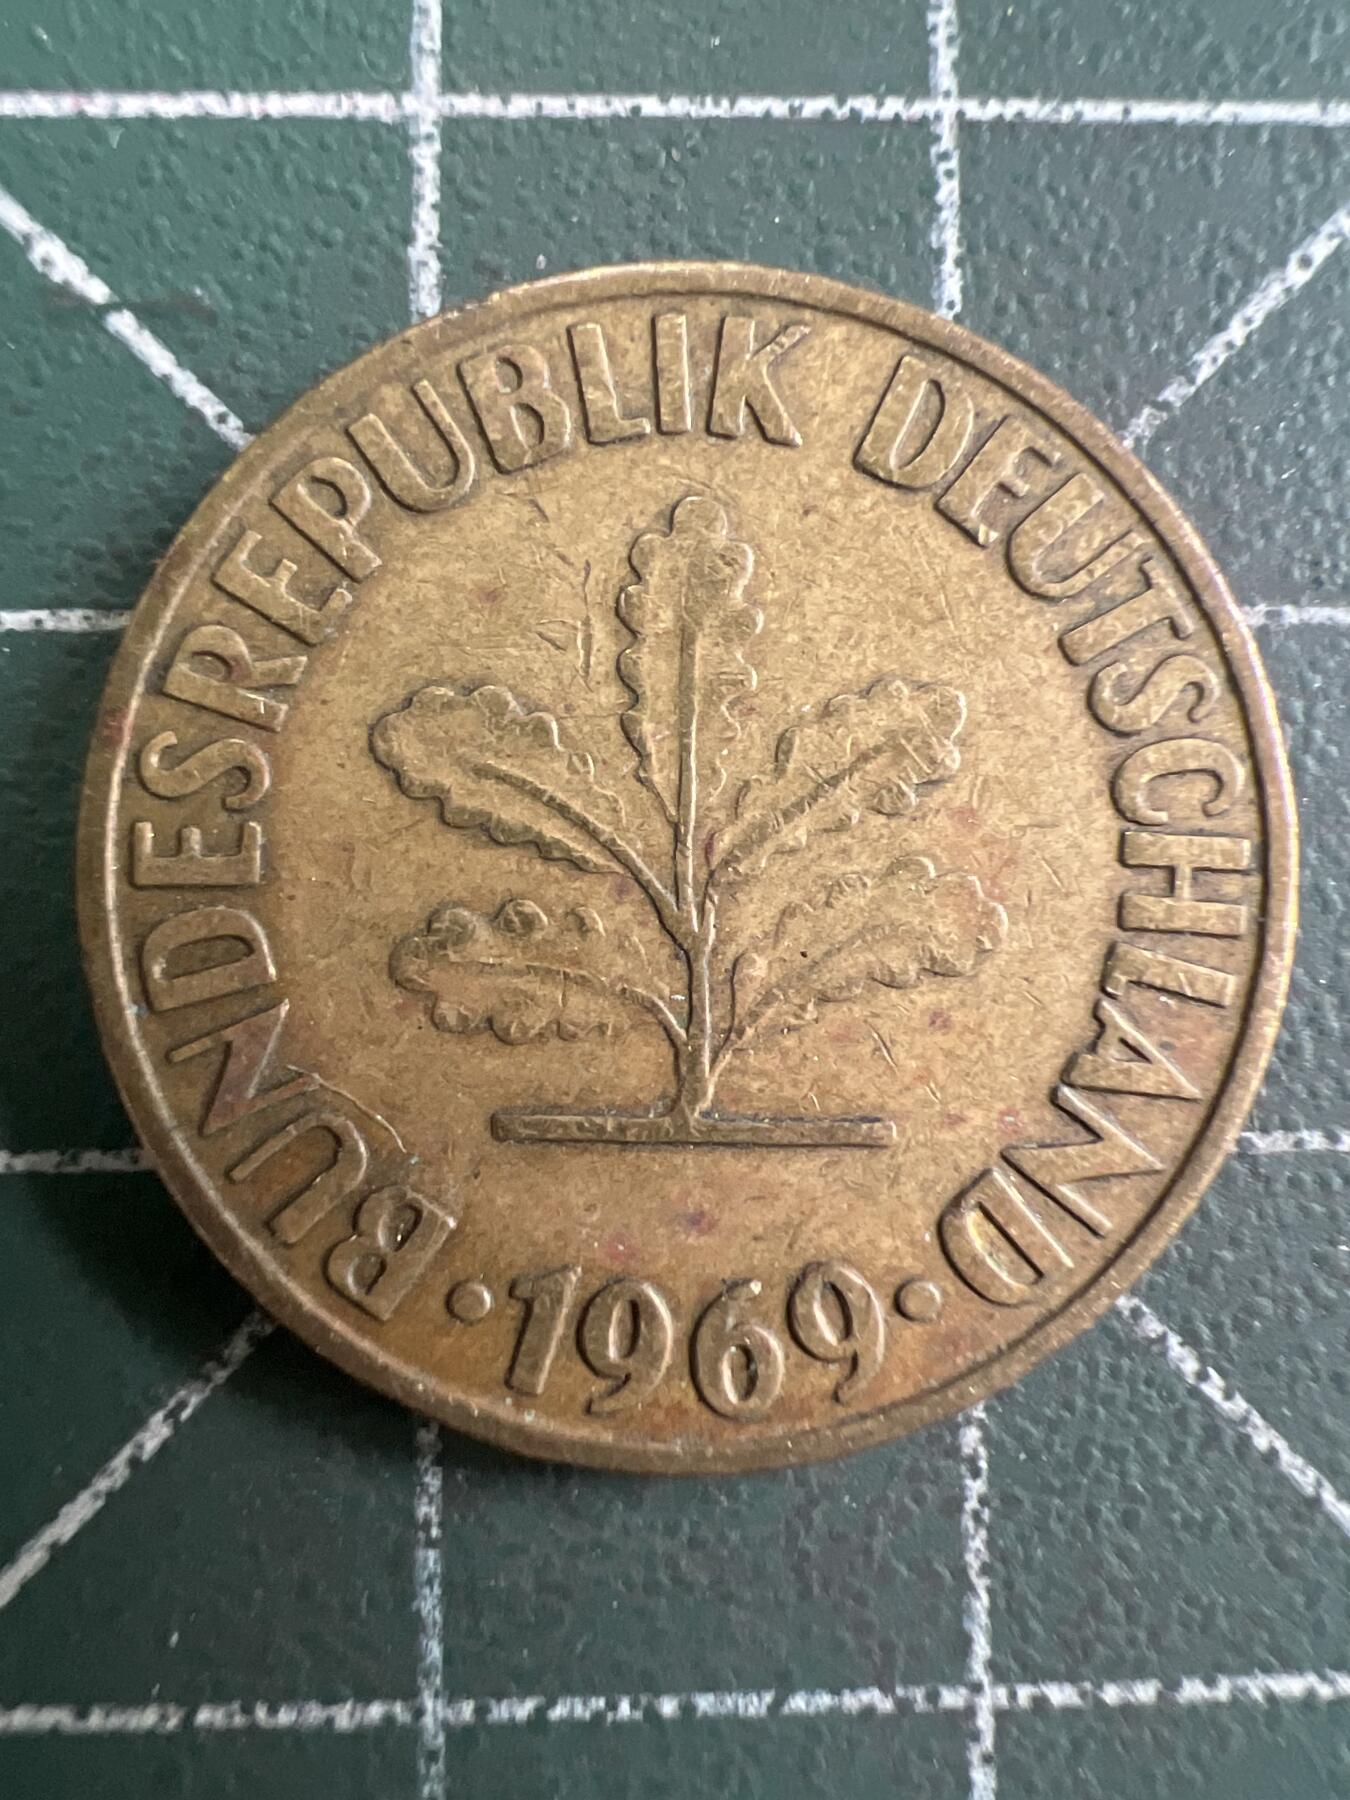 BUNDESREPUBLIK DEUTSCHLAND
· 1969 ·